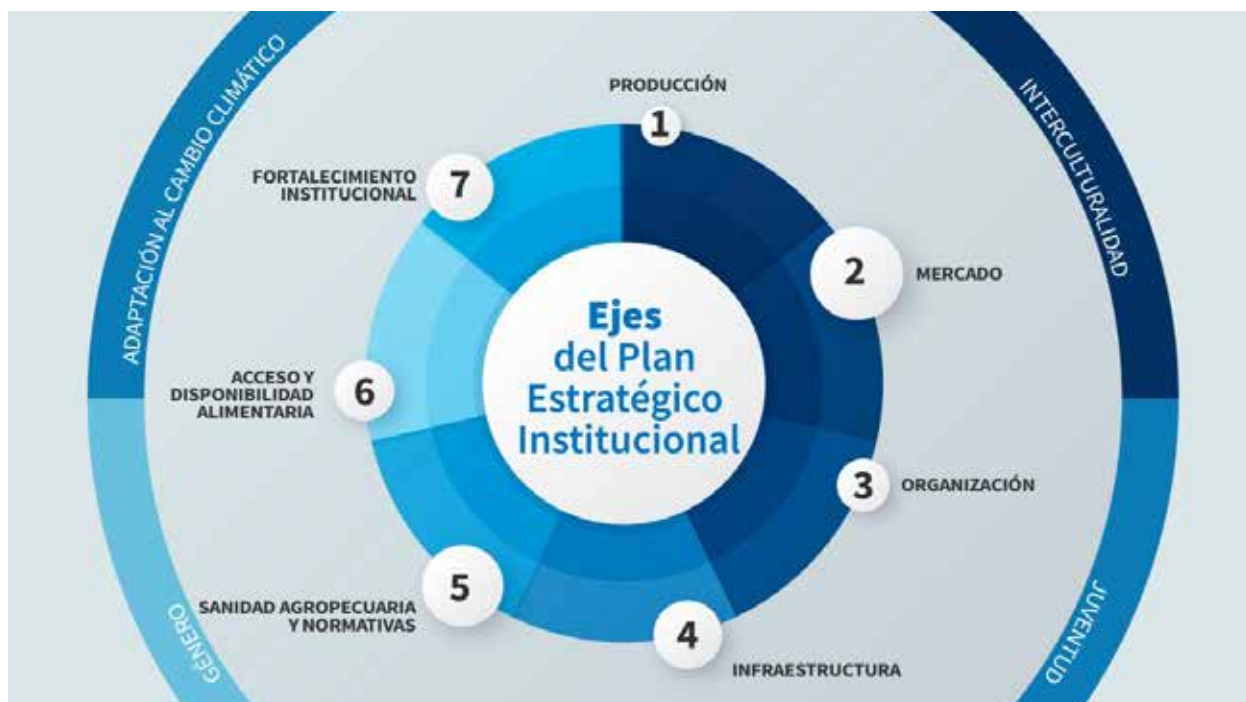 Ejes
del Plan
Estratégico
Institucional
PRODUCCIÓN
1
2
MERCADO
3
ORGANIZACIÓN
4
INFRAESTRUCTURA
5
SANIDAD AGROPECUARIA
Y NORMATIVAS
6
ACCESO Y
DISPONIBILIDAD
ALIMENTARIA
7
FORTALECIMIENTO
INSTITUCIONAL
ADAPTACIÓN AL CAMBIO CLIMÁTICO
INTERCULTURALIDAD
JUVENTUD
GÉNERO